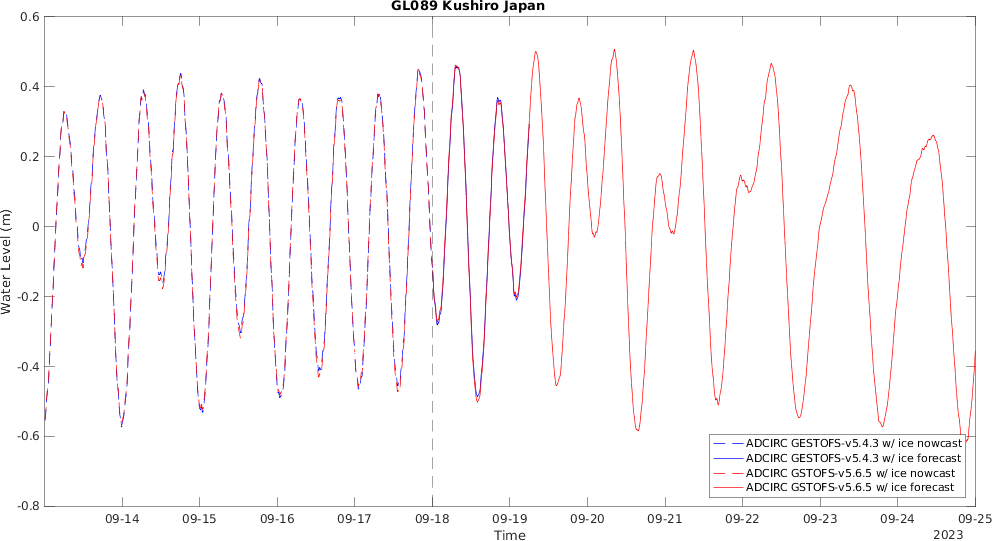 GL089 Kushiro Japan
0.6
0.4
0.2
0
-0.2
-0.4
-0.6
-0.8
Water Level (m)
ADCIRC GESTOFS-v5.4.3 w/ ice nowcast
ADCIRC GESTOFS-v5.4.3 w/ ice forecast
ADCIRC GSTOFS-v5.6.5 w/ ice nowcast
ADCIRC GSTOFS-v5.6.5 w/ ice forecast
09-14 09-15 09-16 09-17 09-18 09-19 09-20 09-21 09-22 09-23 09-24 09-25
Time
2023